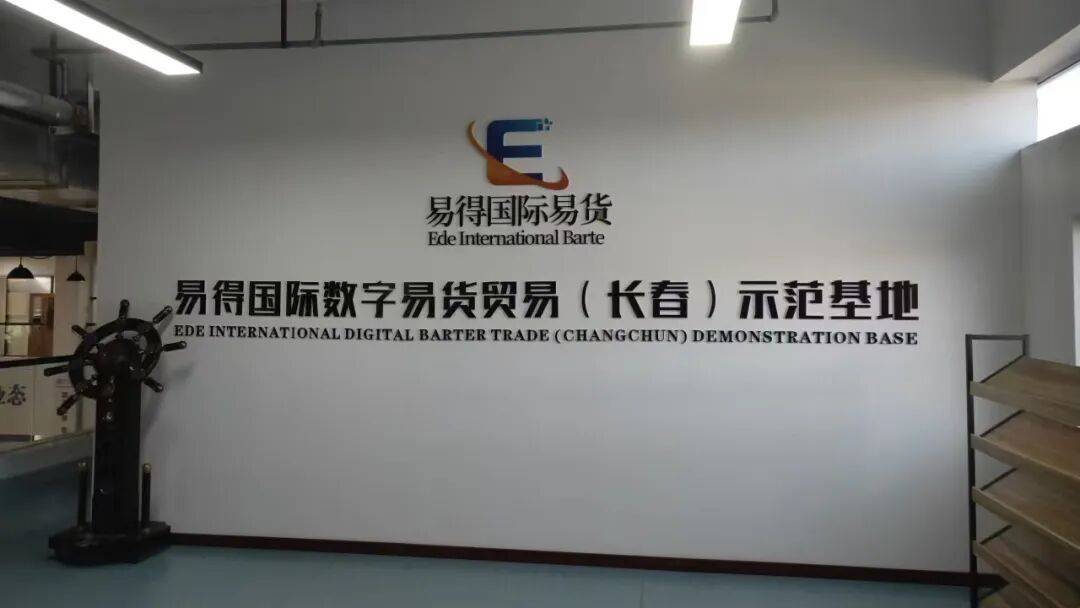 易得国际易货
Ede International Barte
易得国际数字易货贸易（长春）示范基地
EDE INTERNATIONAL DIGITAL BARTER TRADE (CHANGCHUN) DEMONSTRATION BASE